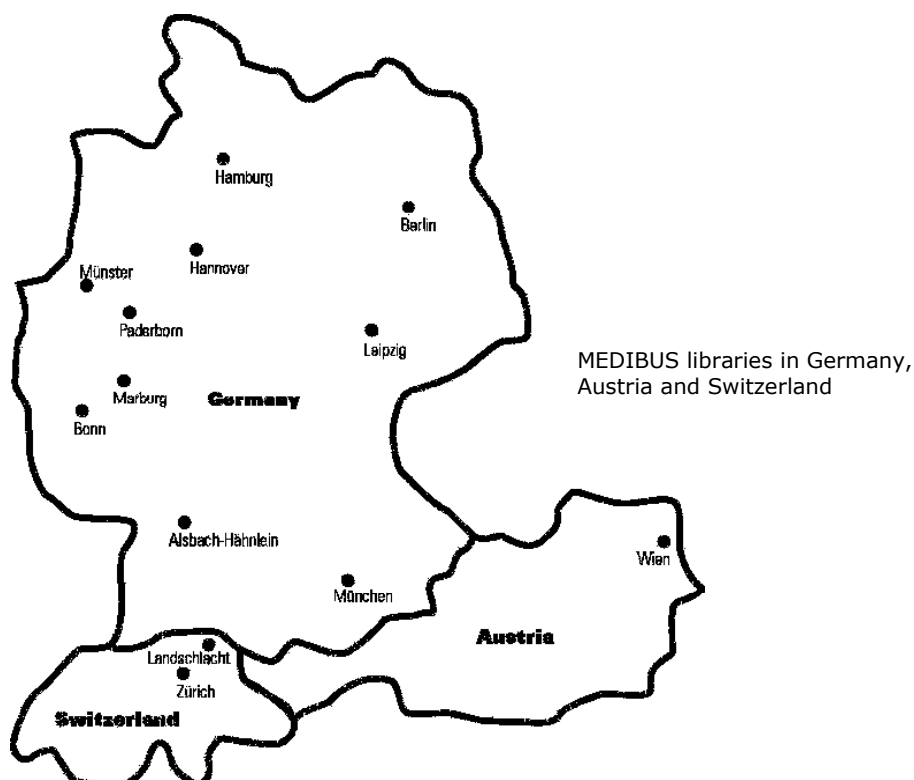 Hamburg
Berlin
Hannover
Münster
Paderborn
Leipzig
MEDIBUS libraries in Germany,
Austria and Switzerland
Marburg
Germany
Bonn
Alsbach-Hähnlein
Wien
München
Austria
Landschlacht
Zürich
Switzerland